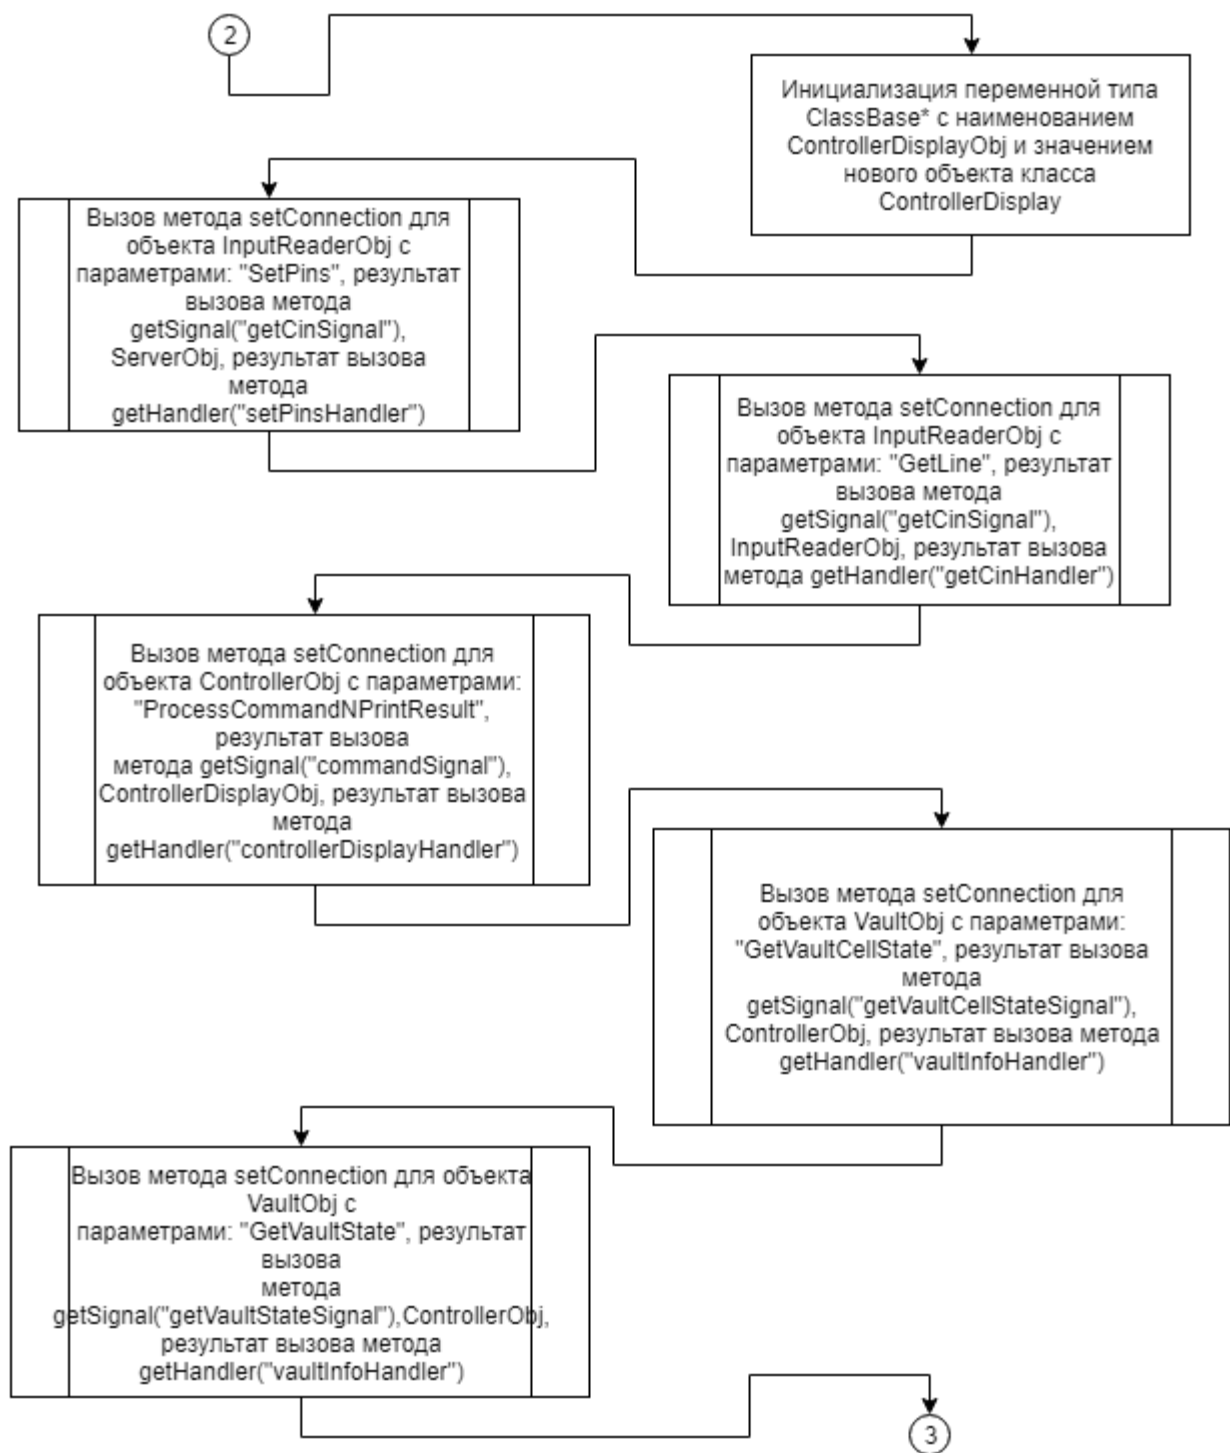 2
Инициализация переменной типа
ClassBase* с наименованием
ControllerDisplayObj и значением
нового объекта класса
ControllerDisplay
Вызов метода setConnection для
объекта InputReaderObj с
параметрами: "SetPins", результат
вызова метода
getSignal("getCinSignal"),
ServerObj, результат вызова
метода
getHandler("setPinsHandler")
Вызов метода setConnection для
объекта InputReaderObj с
параметрами: "GetLine", результат
вызова метода
getSignal("getCinSignal"),
InputReaderObj, результат вызова
метода getHandler("getCinHandler")
Вызов метода setConnection для
объекта ControllerObj с параметрами:
"ProcessCommandNPrintResult",
результат вызова
метода getSignal("commandSignal"),
ControllerDisplayObj, результат вызова
метода
getHandler("controllerDisplayHandler")
Вызов метода setConnection для
объекта VaultObj с параметрами:
"GetVaultCellState", результат вызова
метода
getSignal("getVaultCellStateSignal"),
ControllerObj, результат вызова метода
getHandler("vaultInfoHandler")
Вызов метода setConnection для объекта
VaultObj с
параметрами: "GetVaultState", результат
вызова
метода
getSignal("getVaultStateSignal"),ControllerObj,
результат вызова метода
getHandler("vaultInfoHandler")
3